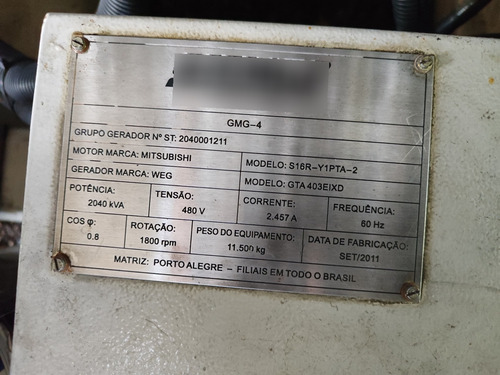 GMG-4
GRUPO GERADOR Nº ST: 2040001211
MOTOR MARCA: MITSUBISHI MODELO: S16R-Y1PTA-2
GERADOR MARCA: WEG MODELO: GTA 403EIXD
POTÊNCIA: TENSÃO: CORRENTE: FREQUÊNCIA:
2040 kVA 480 V 2.457 A 60 Hz
COS φ: ROTAÇÃO: PESO DO EQUIPAMENTO: DATA DE FABRICAÇÃO:
0.8 1800 rpm 11.500 kg SET/2011
MATRIZ: PORTO ALEGRE - FILIAIS EM TODO O BRASIL